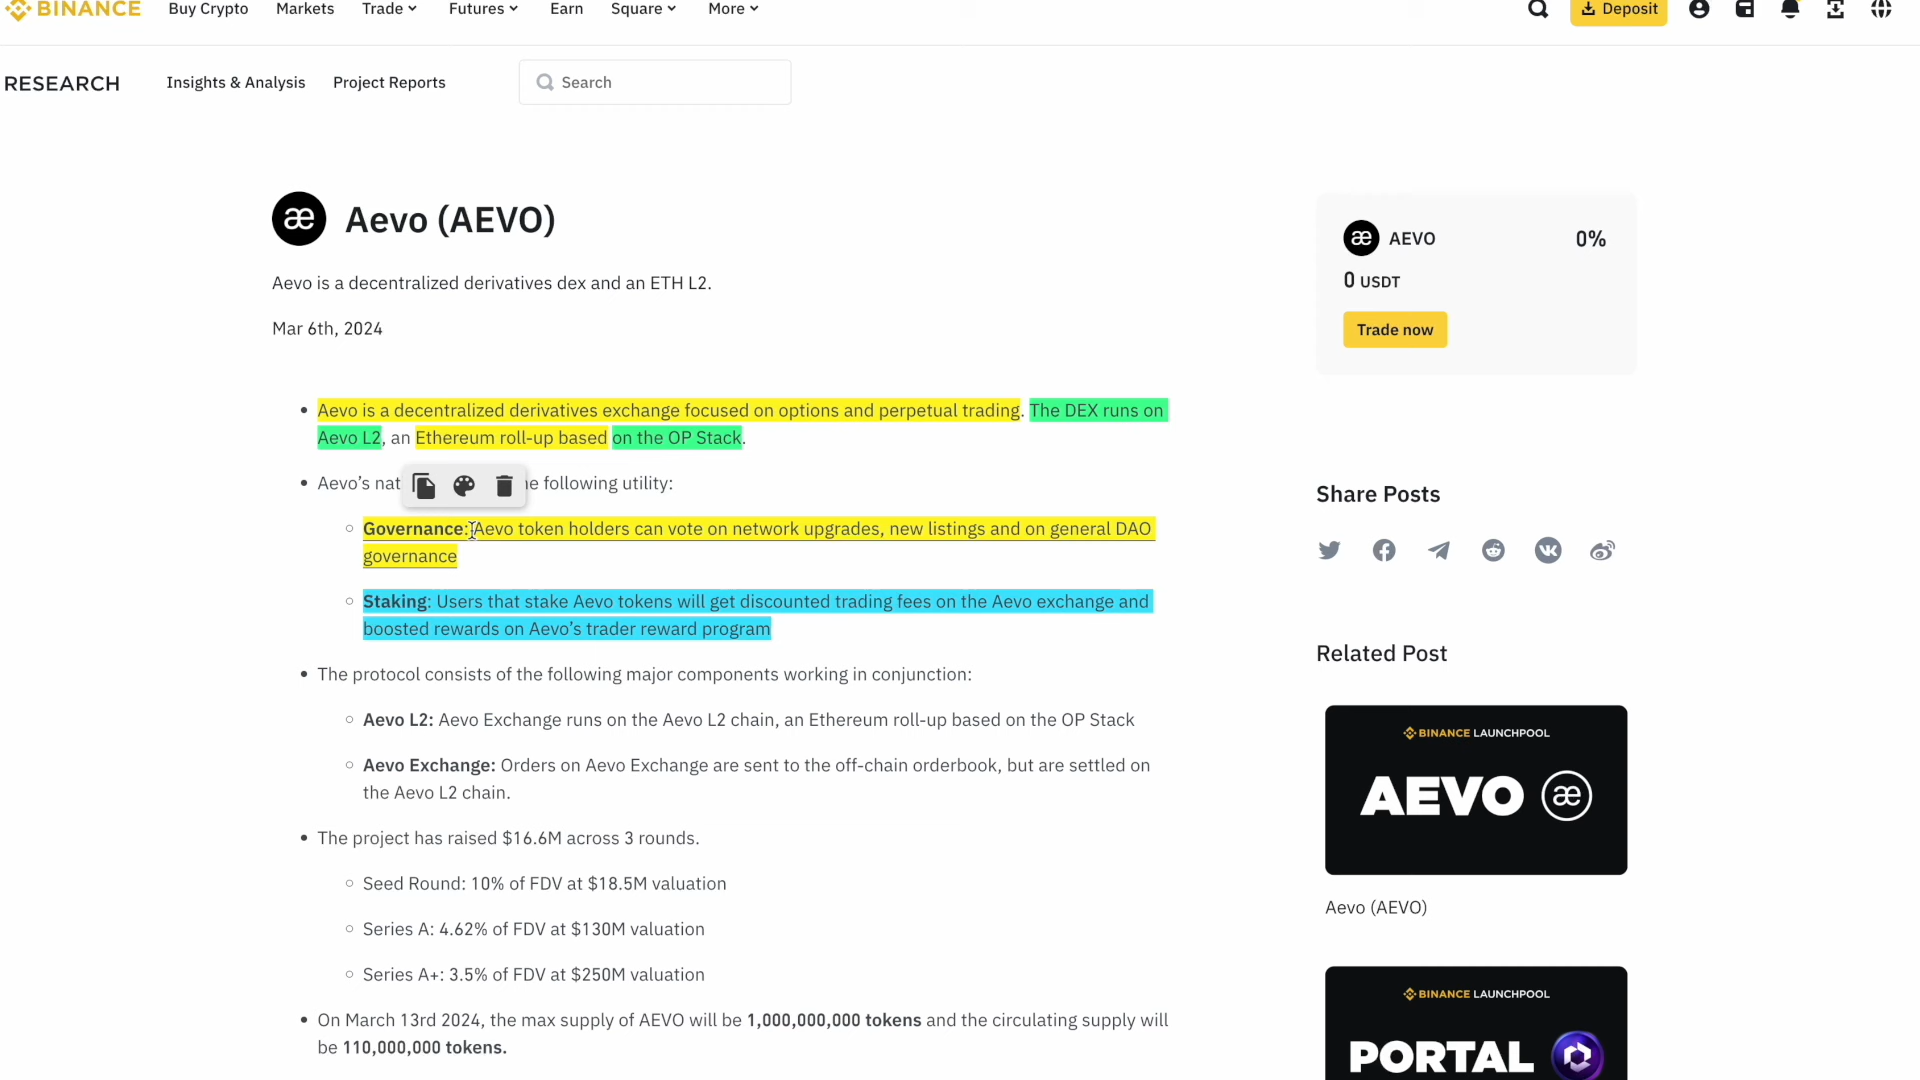 BINANCE Buy Crypto Markets Trade Futures Earn Square More Deposit
RESEARCH Insights & Analysis Project Reports Search
æ Aevo (AEVO)
Aevo is a decentralized derivatives dex and an ETH L2.
Mar 6th, 2024
æ AEVO 0%
0 USDT
Trade now
• Aevo is a decentralized derivatives exchange focused on options and perpetual trading. The DEX runs on
Aevo L2, an Ethereum roll-up based on the OP Stack.
• Aevo’s nat he following utility:
○ Governance: Aevo token holders can vote on network upgrades, new listings and on general DAO
governance
○ Staking: Users that stake Aevo tokens will get discounted trading fees on the Aevo exchange and
boosted rewards on Aevo’s trader reward program
• The protocol consists of the following major components working in conjunction:
○ Aevo L2: Aevo Exchange runs on the Aevo L2 chain, an Ethereum roll-up based on the OP Stack
○ Aevo Exchange: Orders on Aevo Exchange are sent to the off-chain orderbook, but are settled on
the Aevo L2 chain.
• The project has raised $16.6M across 3 rounds.
○ Seed Round: 10% of FDV at $18.5M valuation
○ Series A: 4.62% of FDV at $130M valuation
○ Series A+: 3.5% of FDV at $250M valuation
• On March 13rd 2024, the max supply of AEVO will be 1,000,000,000 tokens and the circulating supply will
be 110,000,000 tokens.
Share Posts
Related Post
BINANCE LAUNCHPOOL
AEVO æ
Aevo (AEVO)
BINANCE LAUNCHPOOL
PORTAL